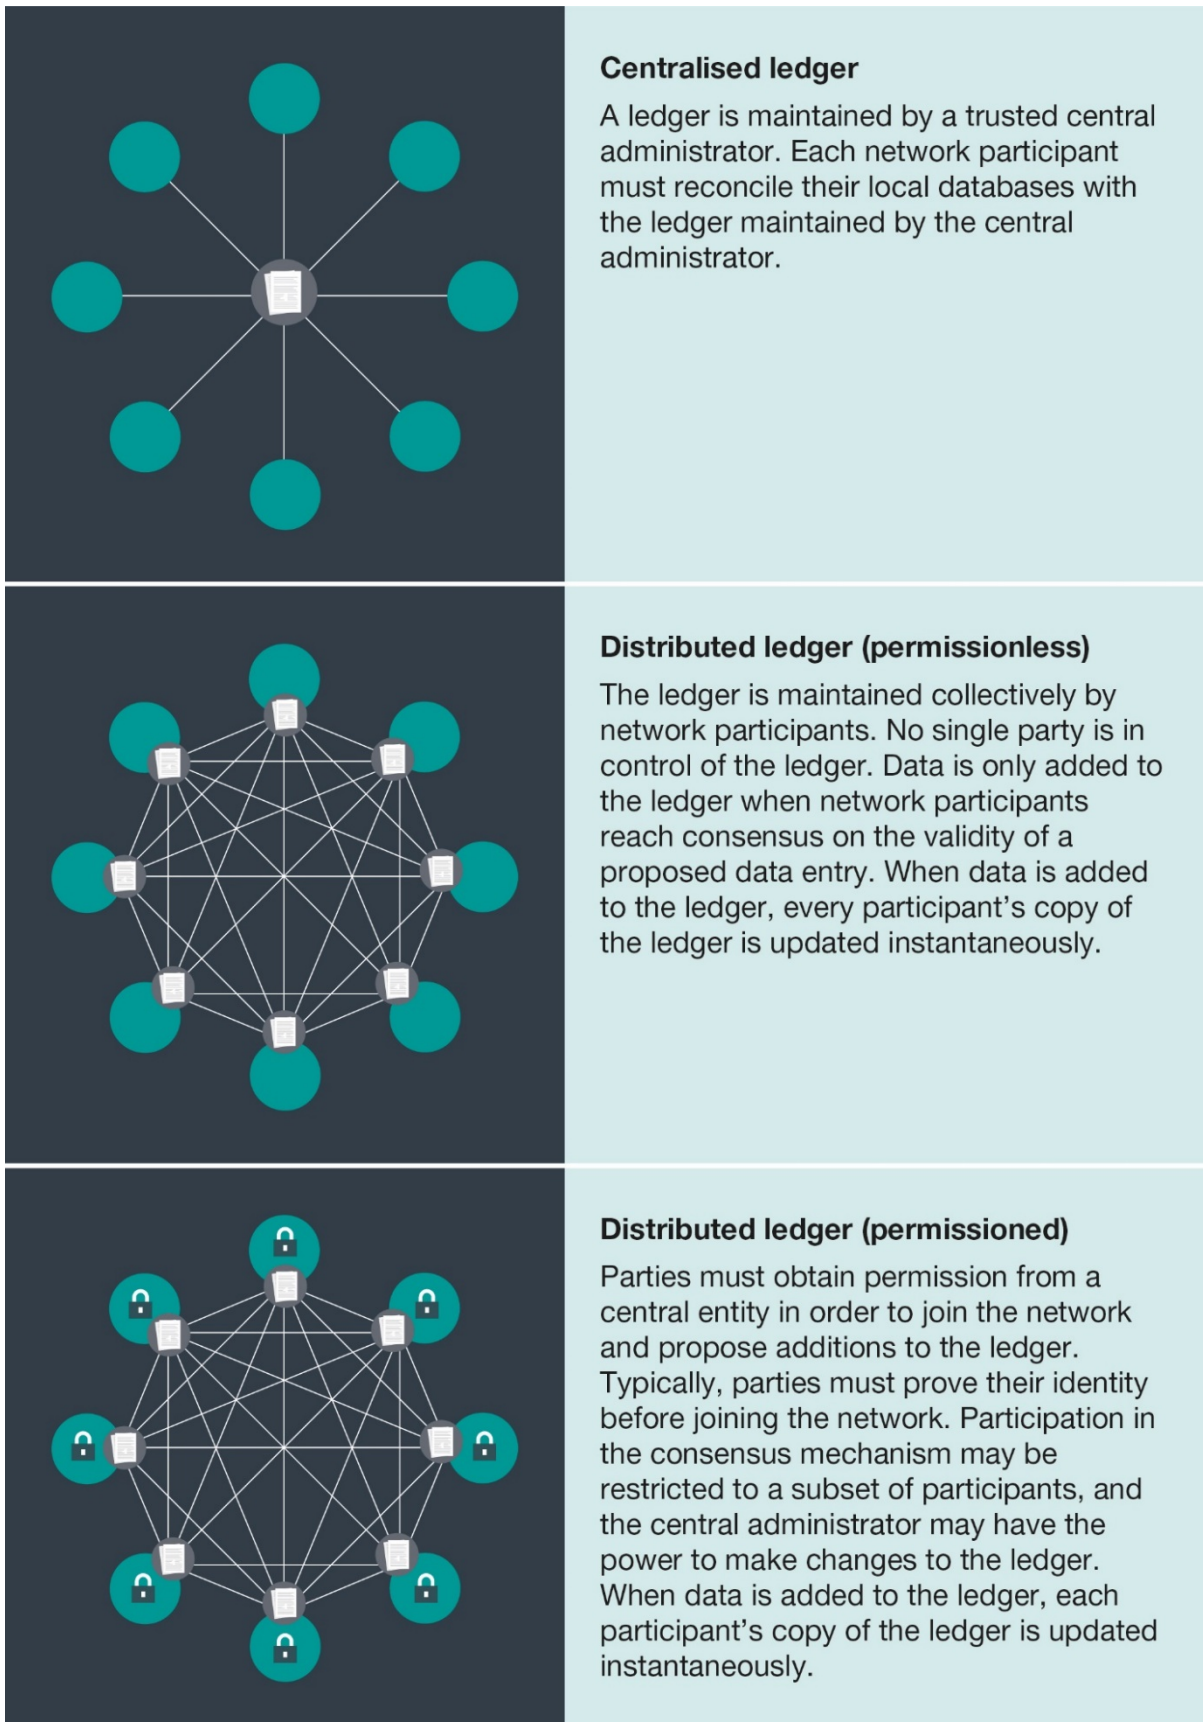 Centralised ledger
A ledger is maintained by a trusted central
administrator. Each network participant
must reconcile their local databases with
the ledger maintained by the central
administrator.
Distributed ledger (permissionless)
The ledger is maintained collectively by
network participants. No single party is in
control of the ledger. Data is only added to
the ledger when network participants
reach consensus on the validity of a
proposed data entry. When data is added
to the ledger, every participant’s copy of
the ledger is updated instantaneously.
Distributed ledger (permissioned)
Parties must obtain permission from a
central entity in order to join the network
and propose additions to the ledger.
Typically, parties must prove their identity
before joining the network. Participation in
the consensus mechanism may be
restricted to a subset of participants, and
the central administrator may have the
power to make changes to the ledger.
When data is added to the ledger, each
participant’s copy of the ledger is updated
instantaneously.